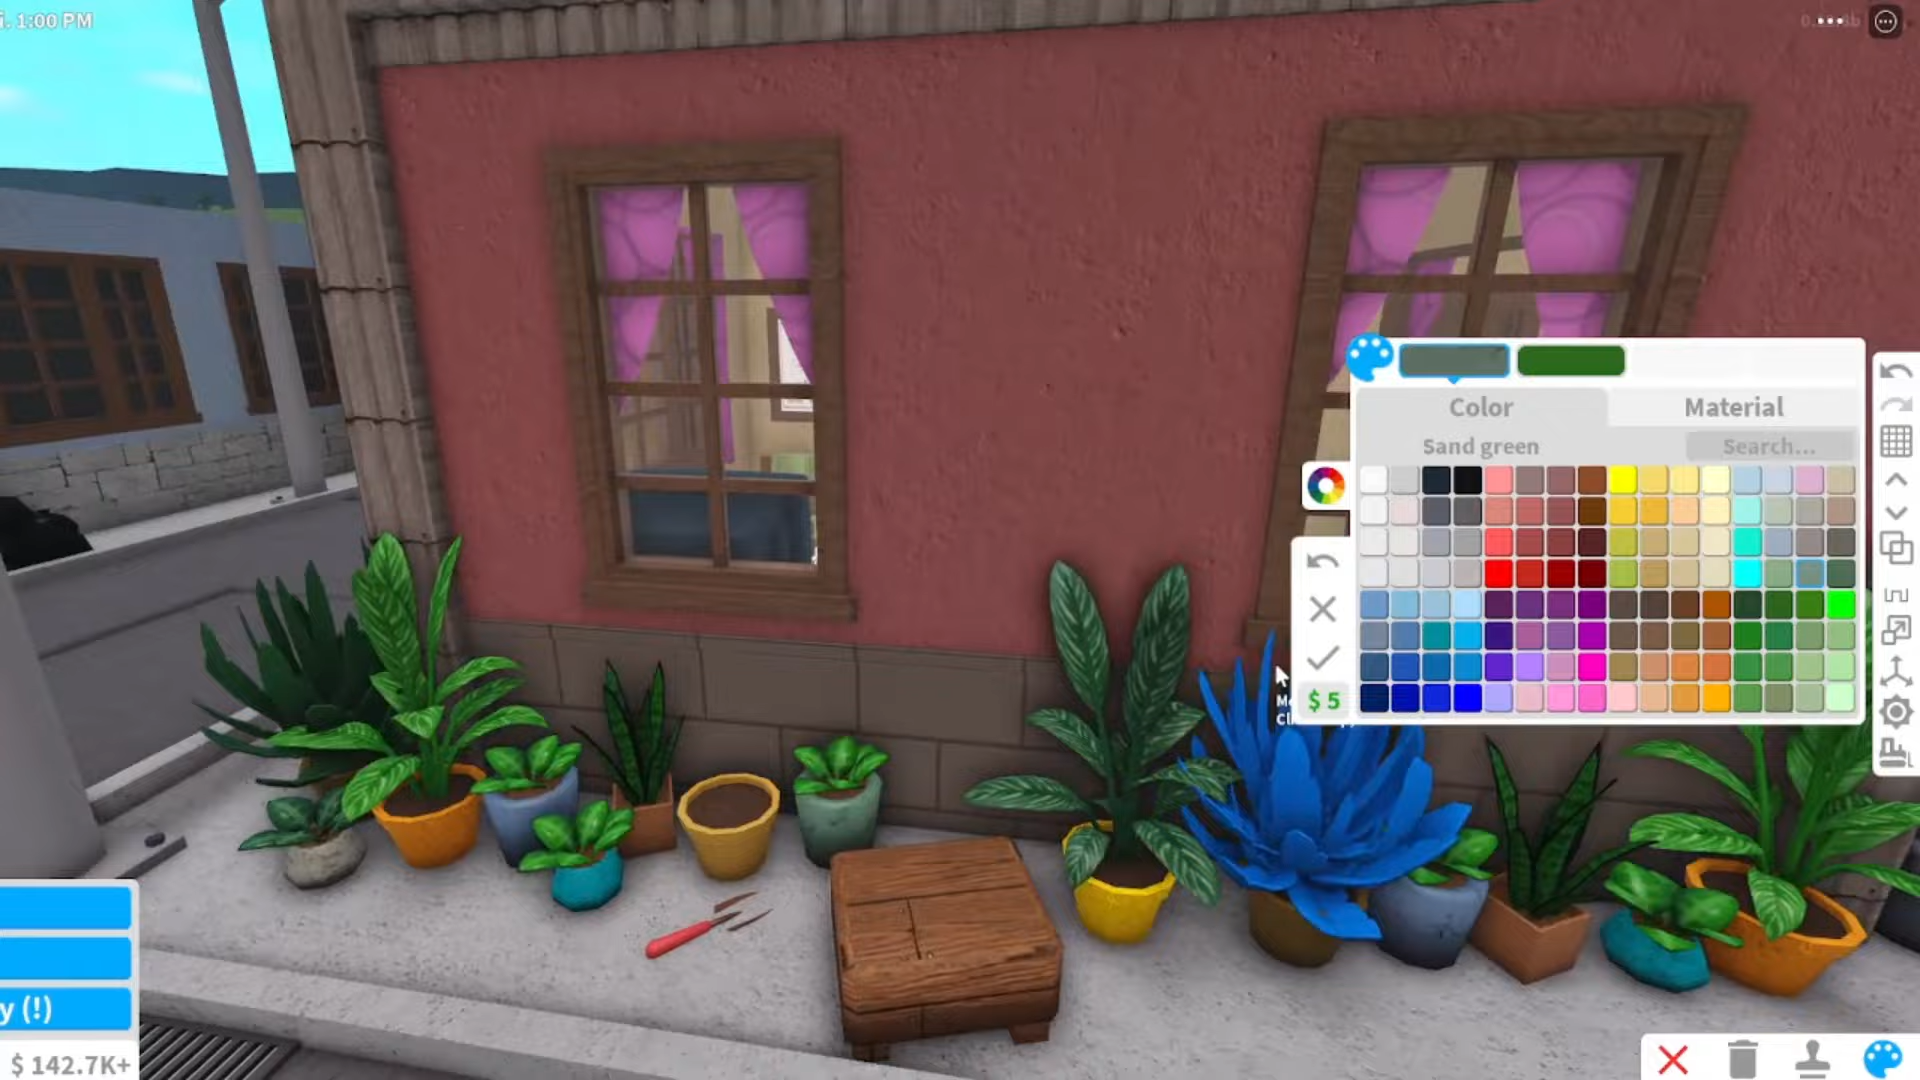 i. 1:00 PM
Color
Material
Sand green
Search...
$ 5
y (!)
$ 142.7K+